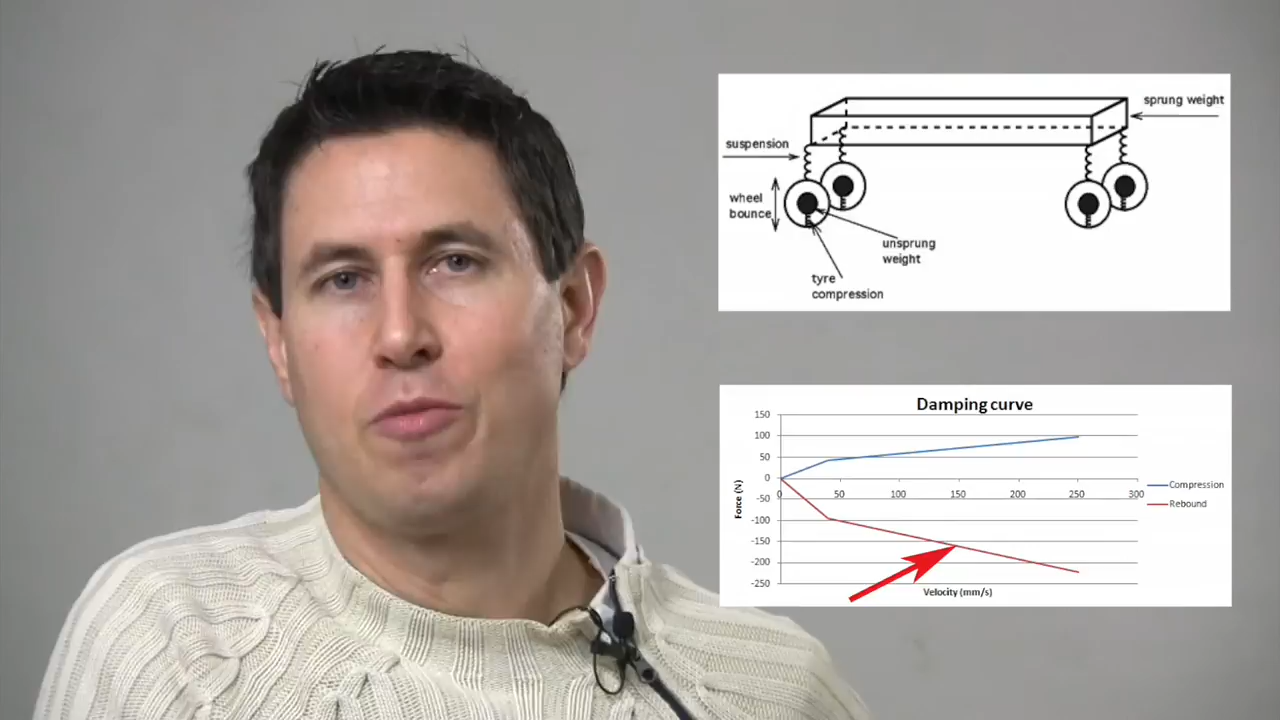 sprung weight
suspension
wheel
bounce
unsprung
weight
tyre
compression
Damping curve
150
100
50
0
-50
-100
-150
-200
-250
0
50
100
150
200
250
300
Force (N)
Velocity (mm/s)
Compression
Rebound